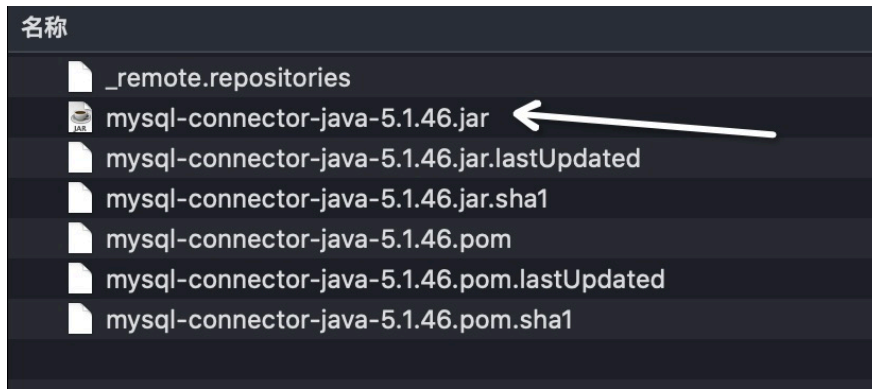 名称
_remote.repositories
mysql-connector-java-5.1.46.jar
mysql-connector-java-5.1.46.jar.lastUpdated
mysql-connector-java-5.1.46.jar.sha1
mysql-connector-java-5.1.46.pom
mysql-connector-java-5.1.46.pom.lastUpdated
mysql-connector-java-5.1.46.pom.sha1